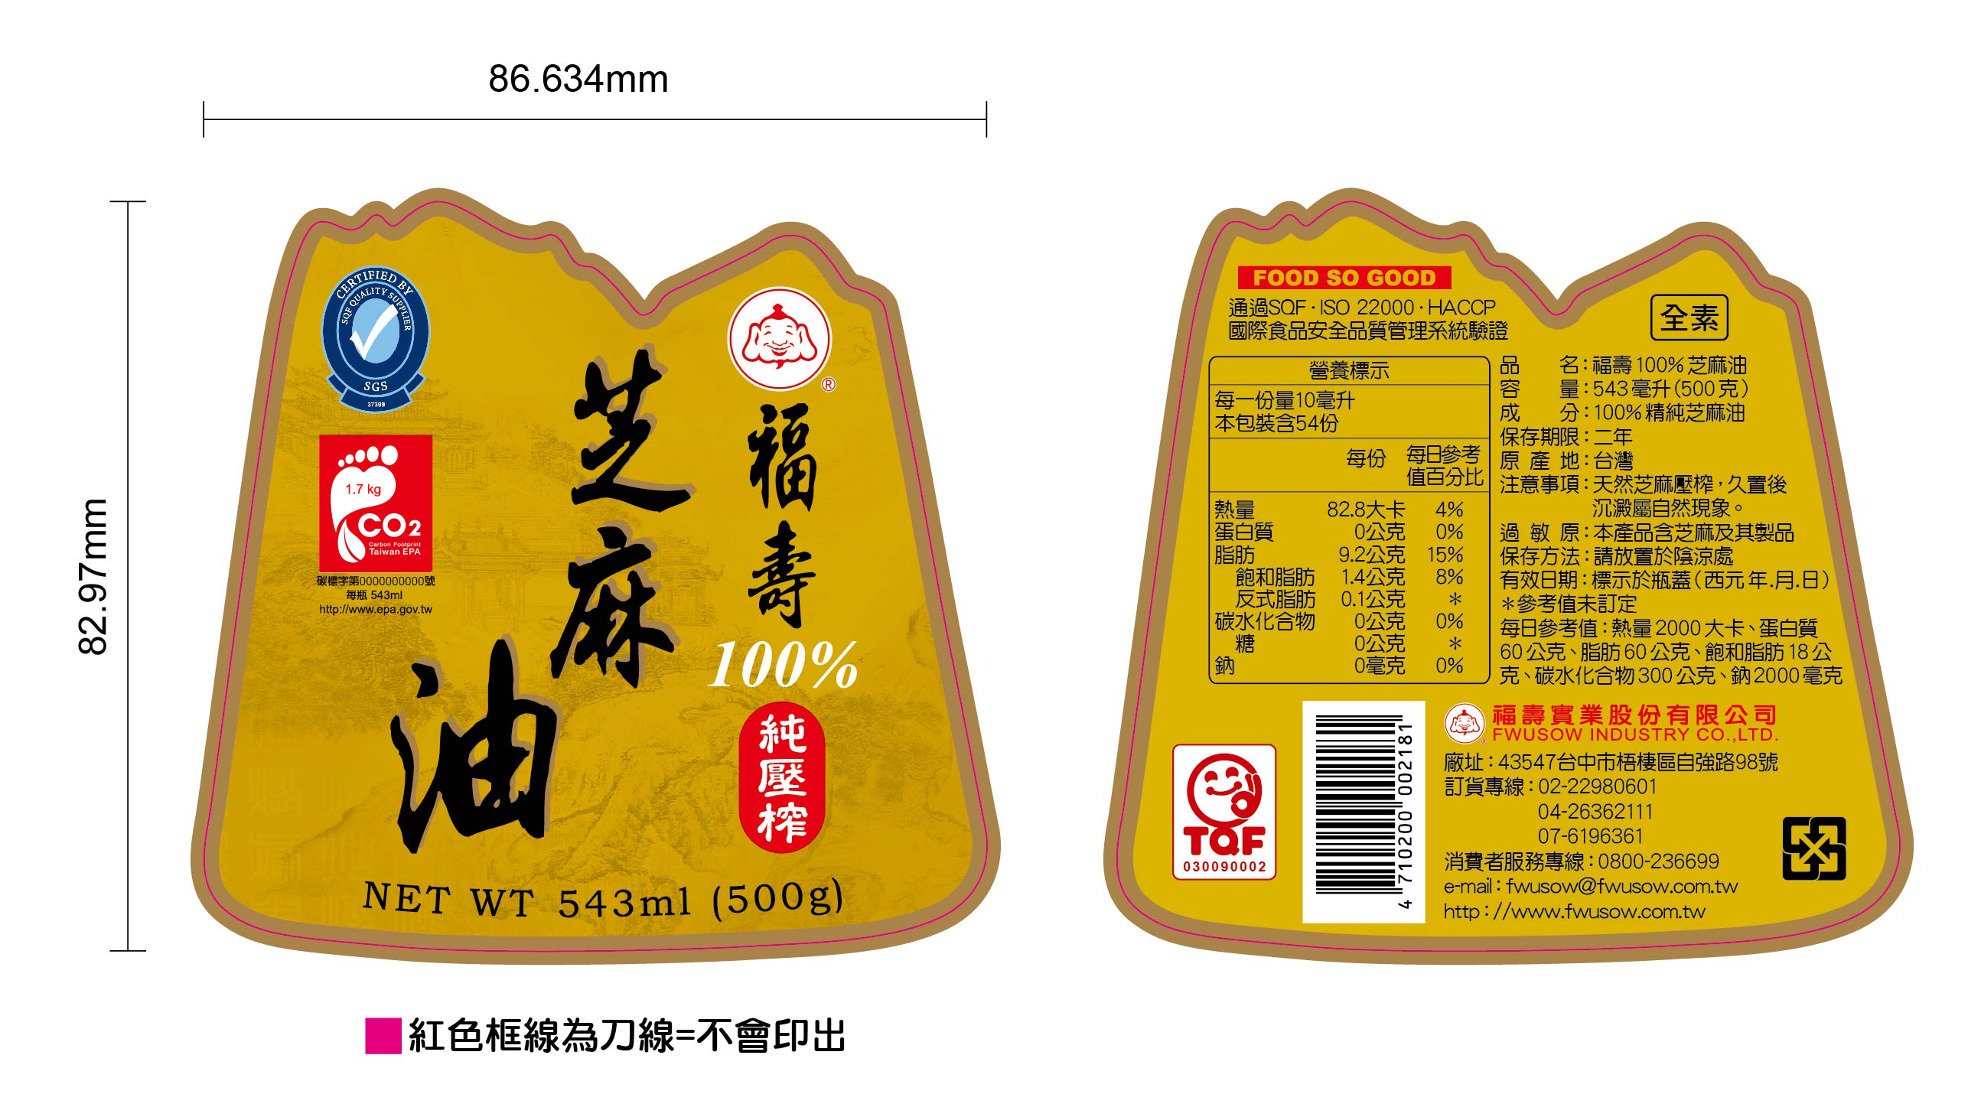 86.634mm
82.97mm
CERTIFIED BY
SQF QUALITY SUPPLIER
SGS
37399
1.7 kg
CO2
Carbon Footprint
Taiwan EPA
碳標字第0000000000號
每瓶 543ml
http://www.epa.gov.tw
®
福壽
芝麻油
100%
純壓榨
NET WT 543ml (500g)
紅色框線為刀線=不會印出
FOOD SO GOOD
通過SQF·ISO 22000·HACCP
國際食品安全品質管理系統驗證
全素
營養標示
每一份量10毫升
本包裝含54份
每份 每日參考值百分比
熱量 82.8大卡 4%
蛋白質 0公克 0%
脂肪 9.2公克 15%
飽和脂肪 1.4公克 8%
反式脂肪 0.1公克 *
碳水化合物 0公克 0%
糖 0公克 *
鈉 0毫克 0%
品名:福壽100%芝麻油
容量:543毫升(500克)
成分:100%精純芝麻油
保存期限:二年
原產地:台灣
注意事項:天然芝麻壓榨,久置後
沉澱屬自然現象。
過敏原:本產品含芝麻及其製品
保存方法:請放置於陰涼處
有效日期:標示於瓶蓋(西元年.月.日)
*參考值未訂定
每日參考值:熱量2000大卡、蛋白質
60公克、脂肪60公克、飽和脂肪18公
克、碳水化合物300公克、鈉2000毫克
TQF
030090002
4 710200 002181
福壽實業股份有限公司
FWUSOW INDUSTRY CO.,LTD.
廠址:43547台中市梧棲區自強路98號
訂貨專線:02-22980601
04-26362111
07-6196361
消費者服務專線:0800-236699
e-mail:fwusow@fwusow.com.tw
http://www.fwusow.com.tw